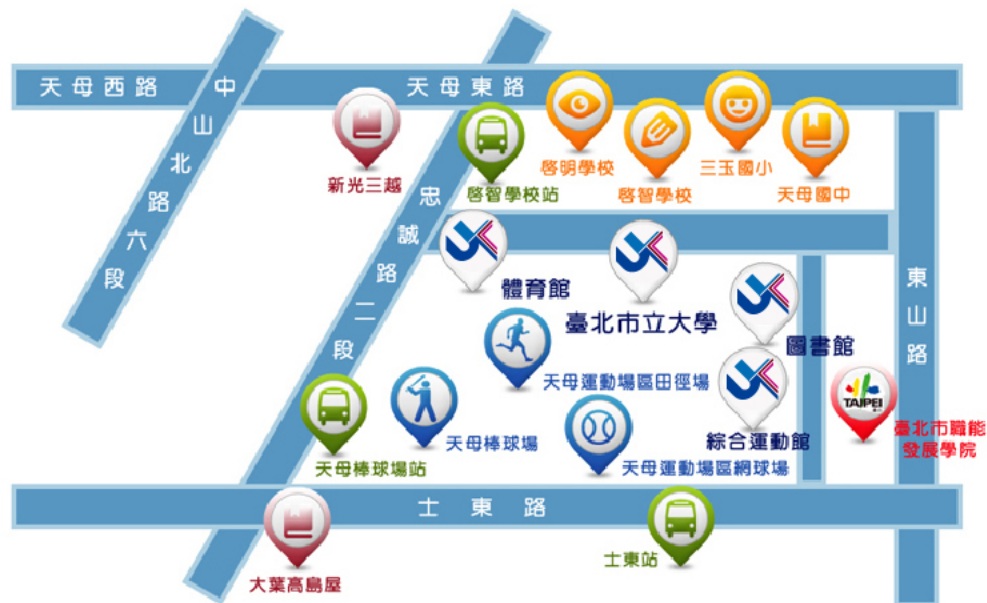 天母西路
中山北路六段
天母東路
新光三越
啓智學校站
啓明學校
啓智學校
三玉國小
天母國中
忠誠路二段
體育館
臺北市立大學
圖書館
東山路
天母運動場區田徑場
TAIPEI
天母棒球場站
天母棒球場
天母運動場區網球場
綜合運動館
臺北市職能
發展學院
士東路
大葉高島屋
士東站